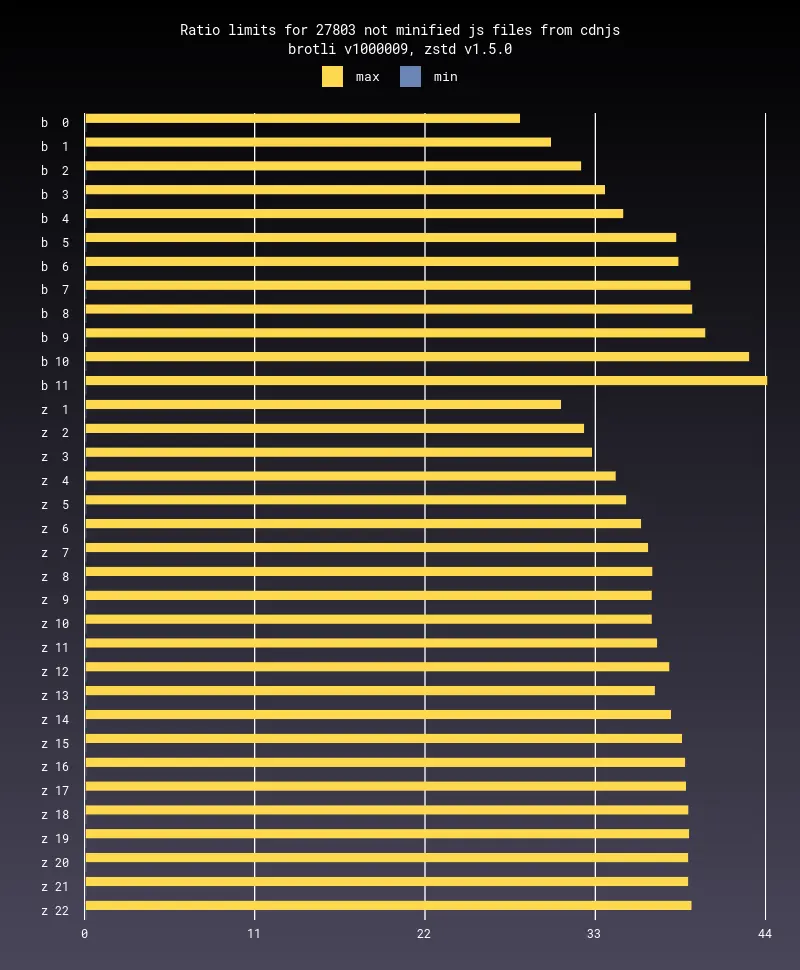 Ratio limits for 27803 not minified js files from cdnjs
brotli v1000009, zstd v1.5.0
max min
b 0
b 1
b 2
b 3
b 4
b 5
b 6
b 7
b 8
b 9
b 10
b 11
z 1
z 2
z 3
z 4
z 5
z 6
z 7
z 8
z 9
z 10
z 11
z 12
z 13
z 14
z 15
z 16
z 17
z 18
z 19
z 20
z 21
z 22
0 11 22 33 44